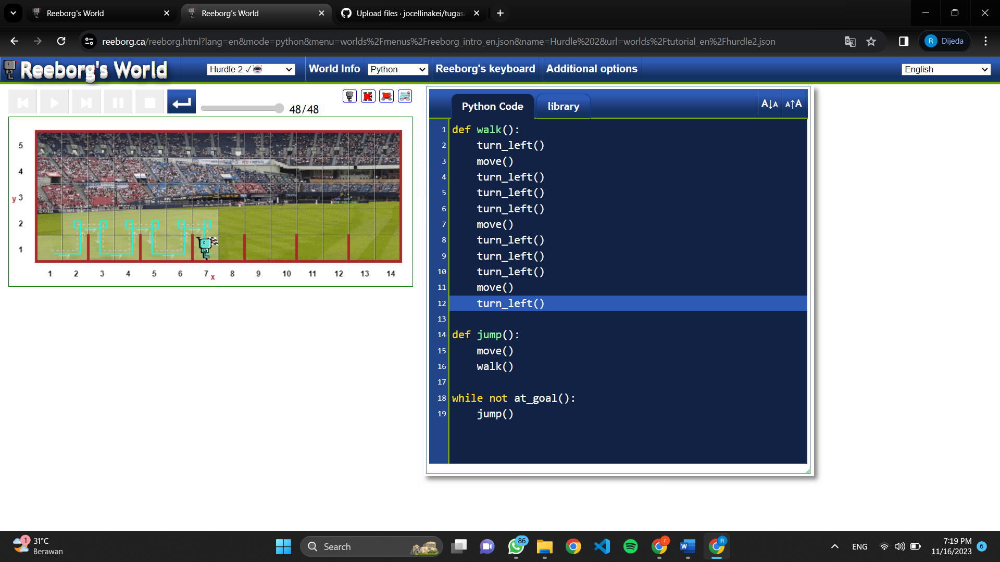 Reeborg's World
Reeborg's World
Upload files · jocellinakei/tugas
reeborg.ca/reeborg.html?lang=en&mode=python&menu=worlds%2Fmenus%2Freeborg_intro_en.json&name=Hurdle%202&url=worlds%2Ftutorial_en%2Fhurdle2.json
R Dijeda
Reeborg's World
Hurdle 2 ✓
World Info
Python
Reeborg's keyboard
Additional options
English
48/48
Python Code
library
A↓A
A↑A
5
4
y 3
2
1
1 2 3 4 5 6 7 x 8 9 10 11 12 13 14
1 def walk():
2 turn_left()
3 move()
4 turn_left()
5 turn_left()
6 turn_left()
7 move()
8 turn_left()
9 turn_left()
10 turn_left()
11 move()
12 turn_left()
13
14 def jump():
15 move()
16 walk()
17
18 while not at_goal():
19 jump()
1
31°C
Berawan
Search
86
r
W
R
ENG
7:19 PM
11/16/2023
6